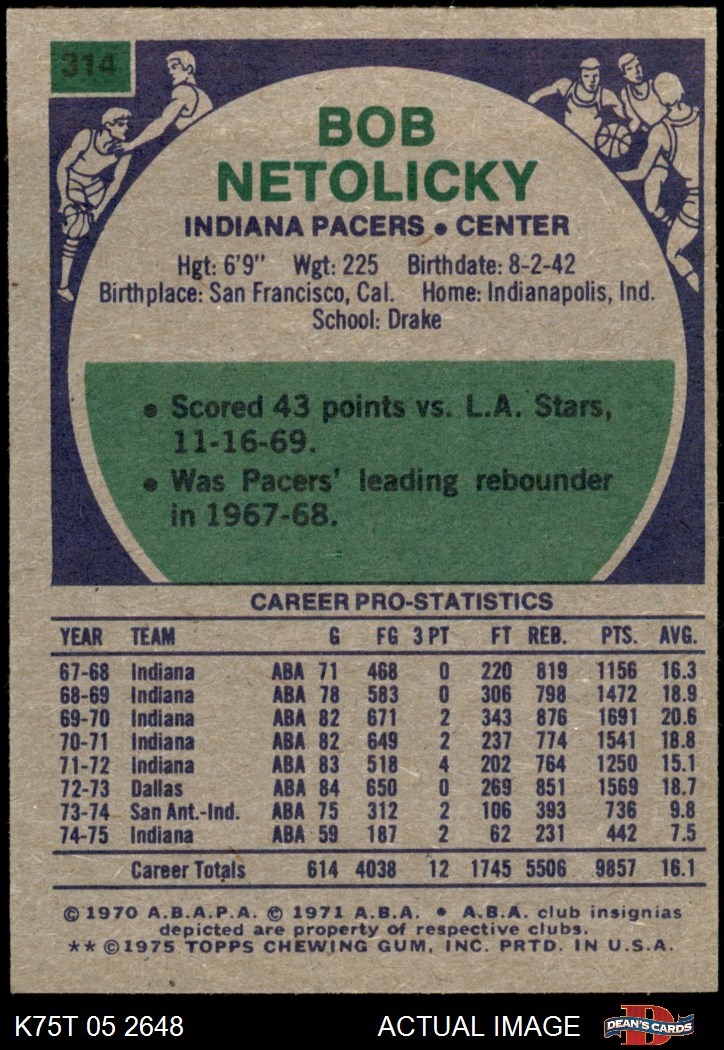 314
BOB
NETOLICKY
INDIANA PACERS • CENTER
Hgt: 6'9" Wgt: 225 Birthdate: 8-2-42
Birthplace: San Francisco, Cal. Home: Indianapolis, Ind.
School: Drake
• Scored 43 points vs. L.A. Stars,
11-16-69.
• Was Pacers' leading rebounder
in 1967-68.
CAREER PRO-STATISTICS
YEAR TEAM G FG 3 PT FT REB. PTS. AVG.
67-68 Indiana ABA 71 468 0 220 819 1156 16.3
68-69 Indiana ABA 78 583 0 306 798 1472 18.9
69-70 Indiana ABA 82 671 2 343 876 1691 20.6
70-71 Indiana ABA 82 649 2 237 774 1541 18.8
71-72 Indiana ABA 83 518 4 202 764 1250 15.1
72-73 Dallas ABA 84 650 0 269 851 1569 18.7
73-74 San Ant.-Ind. ABA 75 312 2 106 393 736 9.8
74-75 Indiana ABA 59 187 2 62 231 442 7.5
Career Totals 614 4038 12 1745 5506 9857 16.1
© 1970 A.B.A.P.A. © 1971 A.B.A. • A.B.A. club insignias
depicted are property of respective clubs.
** ©1975 TOPPS CHEWING GUM, INC. PRTD. IN U.S.A.
K75T 05 2648 ACTUAL IMAGE D DEAN'S CARDS